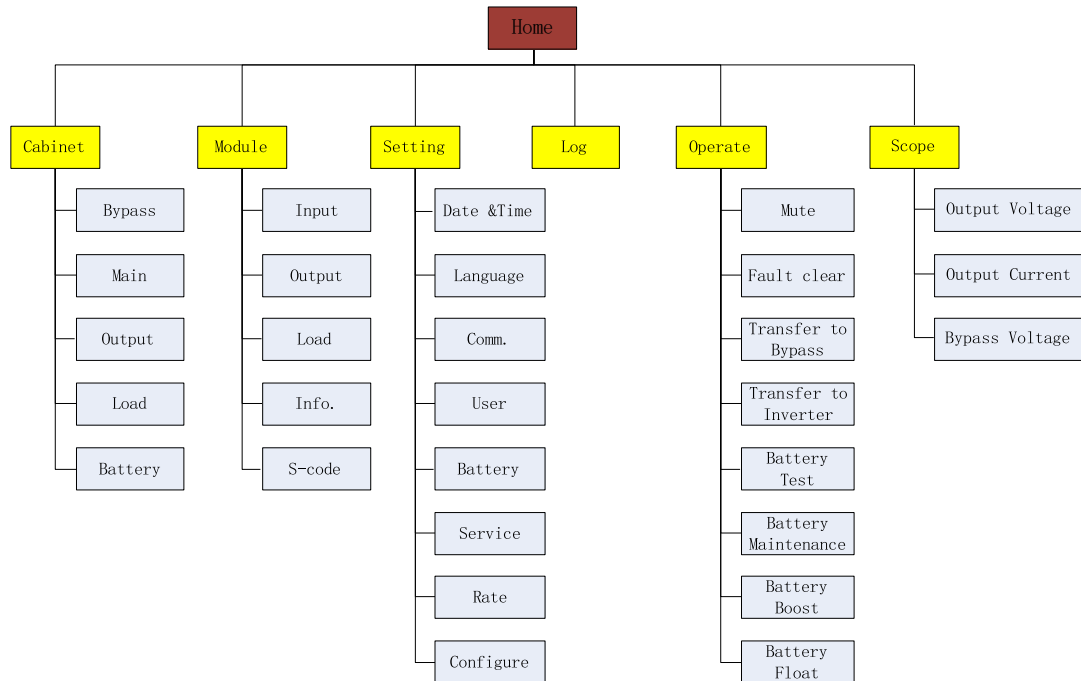 Home
Cabinet
Module
Setting
Log
Operate
Scope
Bypass
Main
Output
Load
Battery
Input
Output
Load
Info.
S-code
Date &Time
Language
Comm.
User
Battery
Service
Rate
Configure
Mute
Fault clear
Transfer to
Bypass
Transfer to
Inverter
Battery
Test
Battery
Maintenance
Battery
Boost
Battery
Float
Output Voltage
Output Current
Bypass Voltage